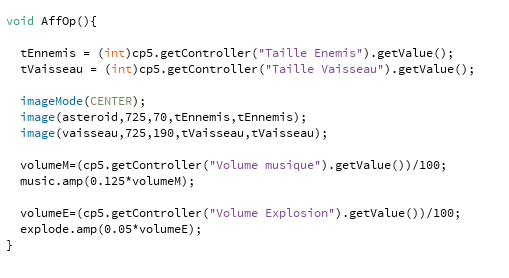 void AffOp(){
tEnnemis = (int)cp5.getController("Taille Enemis").getValue();
tVaisseau = (int)cp5.getController("Taille Vaisseau").getValue();
imageMode(CENTER);
image(asteroid,725,70,tEnnemis,tEnnemis);
image(vaisseau,725,190,tVaisseau,tVaisseau);
volumeM=(cp5.getController("Volume musique").getValue())/100;
music.amp(0.125*volumeM);
volumeE=(cp5.getController("Volume Explosion").getValue())/100;
explode.amp(0.05*volumeE);
}